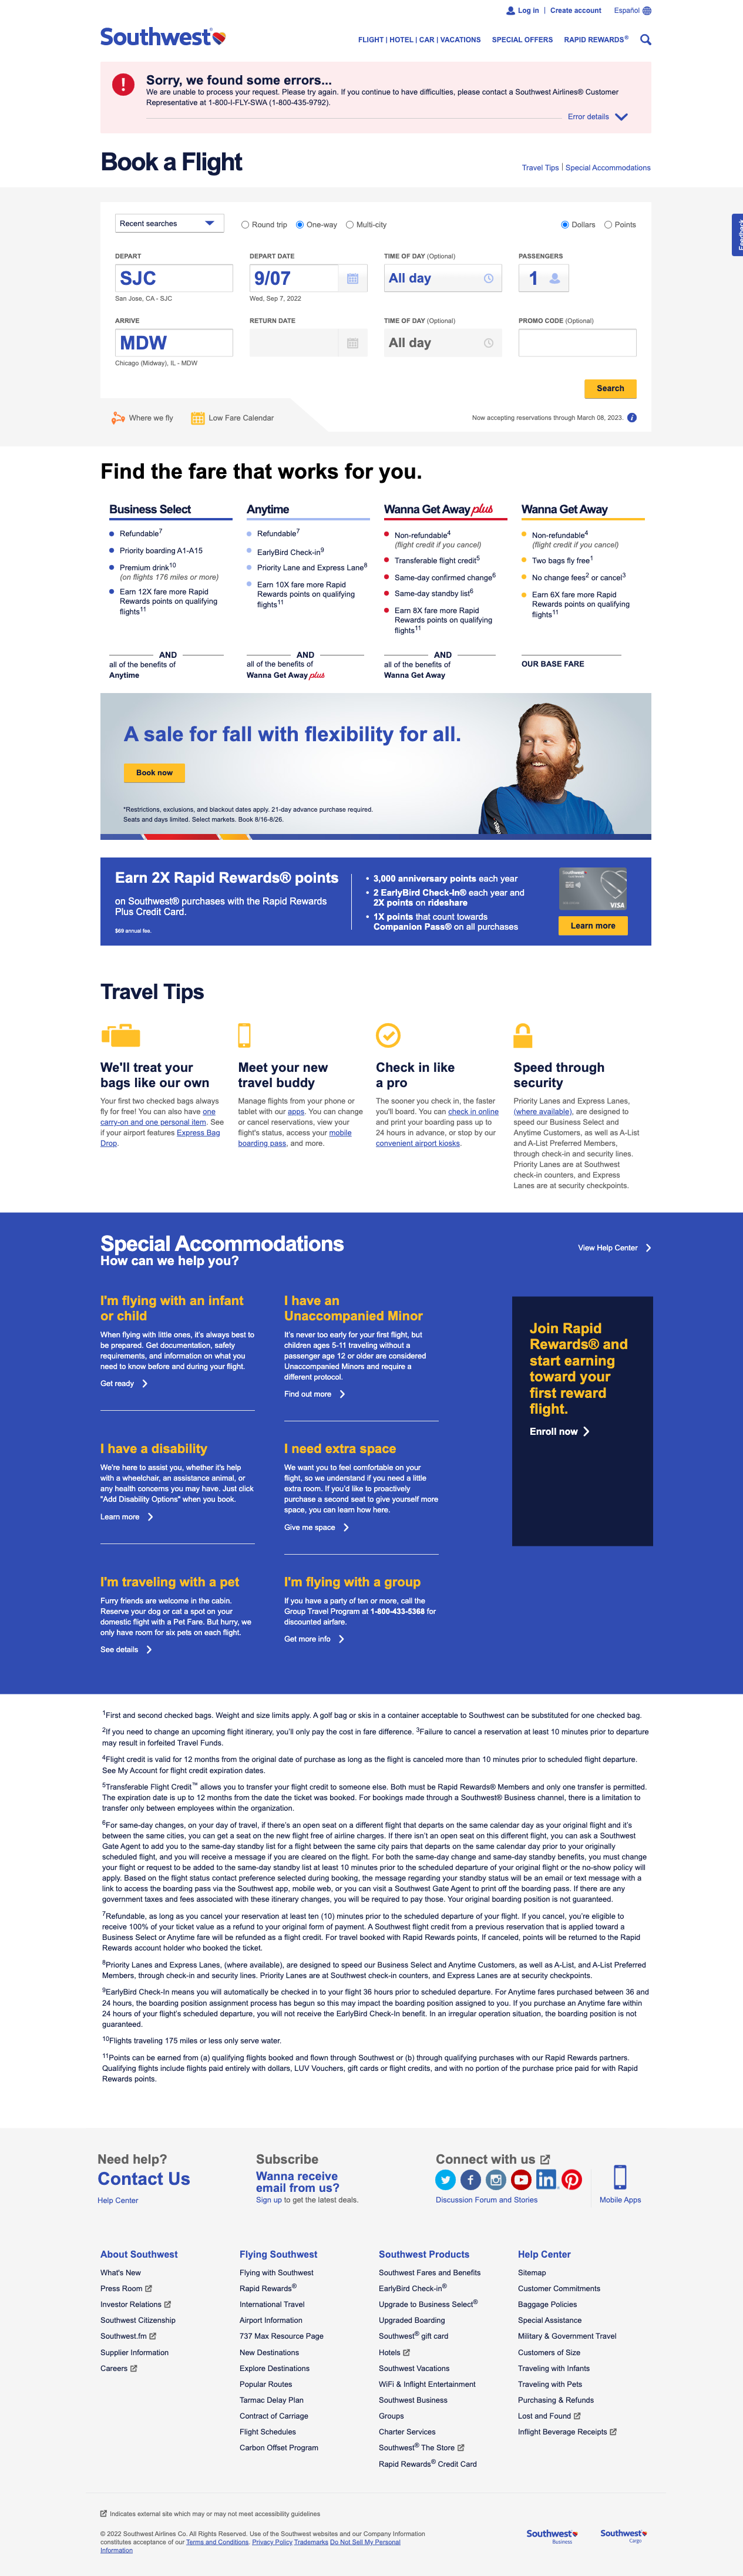 Log in | Create account Español
Southwest®
FLIGHT | HOTEL | CAR | VACATIONS SPECIAL OFFERS RAPID REWARDS®
Sorry, we found some errors...
We are unable to process your request. Please try again. If you continue to have difficulties, please contact a Southwest Airlines® Customer
Representative at 1-800-I-FLY-SWA (1-800-435-9792).
Error details
Book a Flight
Travel Tips | Special Accommodations
Feedback
Recent searches
Round trip One-way Multi-city
Dollars Points
DEPART DEPART DATE TIME OF DAY (Optional) PASSENGERS
SJC 9/07 All day 1
San Jose, CA - SJC Wed, Sep 7, 2022
ARRIVE RETURN DATE TIME OF DAY (Optional) PROMO CODE (Optional)
MDW All day
Chicago (Midway), IL - MDW
Search
Where we fly Low Fare Calendar
Now accepting reservations through March 08, 2023.
Find the fare that works for you.
Business Select
Refundable7
Priority boarding A1-A15
Premium drink10
(on flights 176 miles or more)
Earn 12X fare more Rapid
Rewards points on qualifying
flights11
AND
all of the benefits of
Anytime
Anytime
Refundable7
EarlyBird Check-in9
Priority Lane and Express Lane8
Earn 10X fare more Rapid
Rewards points on qualifying
flights11
AND
all of the benefits of
Wanna Get Away plus
Wanna Get Away plus
Non-refundable4
(flight credit if you cancel)
Transferable flight credit5
Same-day confirmed change6
Same-day standby list6
Earn 8X fare more Rapid
Rewards points on qualifying
flights11
AND
all of the benefits of
Wanna Get Away
Wanna Get Away
Non-refundable4
(flight credit if you cancel)
Two bags fly free1
No change fees2 or cancel3
Earn 6X fare more Rapid
Rewards points on qualifying
flights11
OUR BASE FARE
A sale for fall with flexibility for all.
Book now
*Restrictions, exclusions, and blackout dates apply. 21-day advance purchase required.
Seats and days limited. Select markets. Book 8/16-8/26.
Earn 2X Rapid Rewards® points
on Southwest® purchases with the Rapid Rewards
Plus Credit Card.
$69 annual fee.
• 3,000 anniversary points each year
• 2 EarlyBird Check-In® each year and
2X points on rideshare
• 1X points that count towards
Companion Pass® on all purchases
Southwest
VISA
Learn more
Travel Tips
We'll treat your
bags like our own
Your first two checked bags always
fly for free! You can also have one
carry-on and one personal item. See
if your airport features Express Bag
Drop.
Meet your new
travel buddy
Manage flights from your phone or
tablet with our apps. You can change
or cancel reservations, view your
flight's status, access your mobile
boarding pass, and more.
Check in like
a pro
The sooner you check in, the faster
you'll board. You can check in online
and print your boarding pass up to
24 hours in advance, or stop by our
convenient airport kiosks.
Speed through
security
Priority Lanes and Express Lanes,
(where available), are designed to
speed our Business Select and
Anytime Customers, as well as A-List
and A-List Preferred Members,
through check-in and security lines.
Priority Lanes are at Southwest
check-in counters, and Express
Lanes are at security checkpoints.
Special Accommodations
How can we help you?
View Help Center
I'm flying with an infant
or child
When flying with little ones, it's always best to
be prepared. Get documentation, safety
requirements, and information on what you
need to know before and during your flight.
Get ready
I have an
Unaccompanied Minor
It's never too early for your first flight, but
children ages 5-11 traveling without a
passenger age 12 or older are considered
Unaccompanied Minors and require a
different protocol.
Find out more
Join Rapid
Rewards® and
start earning
toward your
first reward
flight.
Enroll now
I have a disability
We're here to assist you, whether it's help
with a wheelchair, an assistance animal, or
any health concerns you may have. Just click
"Add Disability Options" when you book.
Learn more
I need extra space
We want you to feel comfortable on your
flight, so we understand if you need a little
extra room. If you'd like to proactively
purchase a second seat to give yourself more
space, you can learn how here.
Give me space
I'm traveling with a pet
Furry friends are welcome in the cabin.
Reserve your dog or cat a spot on your
domestic flight with a Pet Fare. But hurry, we
only have room for six pets on each flight.
See details
I'm flying with a group
If you have a party of ten or more, call the
Group Travel Program at 1-800-433-5368 for
discounted airfare.
Get more info
1First and second checked bags. Weight and size limits apply. A golf bag or skis in a container acceptable to Southwest can be substituted for one checked bag.
2If you need to change an upcoming flight itinerary, you'll only pay the cost in fare difference. 3Failure to cancel a reservation at least 10 minutes prior to departure
may result in forfeited Travel Funds.
4Flight credit is valid for 12 months from the original date of purchase as long as the flight is canceled more than 10 minutes prior to scheduled flight departure.
See My Account for flight credit expiration dates.
5Transferable Flight Credit™ allows you to transfer your flight credit to someone else. Both must be Rapid Rewards® Members and only one transfer is permitted.
The expiration date is up to 12 months from the date the ticket was booked. For bookings made through a Southwest® Business channel, there is a limitation to
transfer only between employees within the organization.
6For same-day changes, on your day of travel, if there's an open seat on a different flight that departs on the same calendar day as your original flight and it's
between the same cities, you can get a seat on the new flight free of airline charges. If there isn't an open seat on this different flight, you can ask a Southwest
Gate Agent to add you to the same-day standby list for a flight between the same city pairs that departs on the same calendar day prior to your originally
scheduled flight, and you will receive a message if you are cleared on the flight. For both the same-day change and same-day standby benefits, you must change
your flight or request to be added to the same-day standby list at least 10 minutes prior to the scheduled departure of your original flight or the no-show policy will
apply. Based on the flight status contact preference selected during booking, the message regarding your standby status will be an email or text message with a
link to access the boarding pass via the Southwest app, mobile web, or you can visit a Southwest Gate Agent to print off the boarding pass. If there are any
government taxes and fees associated with these itinerary changes, you will be required to pay those. Your original boarding position is not guaranteed.
7Refundable, as long as you cancel your reservation at least ten (10) minutes prior to the scheduled departure of your flight. If you cancel, you're eligible to
receive 100% of your ticket value as a refund to your original form of payment. A Southwest flight credit from a previous reservation that is applied toward a
Business Select or Anytime fare will be refunded as a flight credit. For travel booked with Rapid Rewards points, If canceled, points will be returned to the Rapid
Rewards account holder who booked the ticket.
8Priority Lanes and Express Lanes, (where available), are designed to speed our Business Select and Anytime Customers, as well as A-List, and A-List Preferred
Members, through check-in and security lines. Priority Lanes are at Southwest check-in counters, and Express Lanes are at security checkpoints.
9EarlyBird Check-In means you will automatically be checked in to your flight 36 hours prior to scheduled departure. For Anytime fares purchased between 36 and
24 hours, the boarding position assignment process has begun so this may impact the boarding position assigned to you. If you purchase an Anytime fare within
24 hours of your flight's scheduled departure, you will not receive the EarlyBird Check-In benefit. In an irregular operation situation, the boarding position is not
guaranteed.
10Flights traveling 175 miles or less only serve water.
11Points can be earned from (a) qualifying flights booked and flown through Southwest or (b) through qualifying purchases with our Rapid Rewards partners.
Qualifying flights include flights paid entirely with dollars, LUV Vouchers, gift cards or flight credits, and with no portion of the purchase price paid for with Rapid
Rewards points.
Need help?
Contact Us
Help Center
Subscribe
Wanna receive
email from us?
Sign up to get the latest deals.
Connect with us
Discussion Forum and Stories
Mobile Apps
About Southwest
What's New
Press Room
Investor Relations
Southwest Citizenship
Southwest.fm
Supplier Information
Careers
Flying Southwest
Flying with Southwest
Rapid Rewards®
International Travel
Airport Information
737 Max Resource Page
New Destinations
Explore Destinations
Popular Routes
Tarmac Delay Plan
Contract of Carriage
Flight Schedules
Carbon Offset Program
Southwest Products
Southwest Fares and Benefits
EarlyBird Check-in®
Upgrade to Business Select®
Upgraded Boarding
Southwest® gift card
Hotels
Southwest Vacations
WiFi & Inflight Entertainment
Southwest Business
Groups
Charter Services
Southwest® The Store
Rapid Rewards® Credit Card
Help Center
Sitemap
Customer Commitments
Baggage Policies
Special Assistance
Military & Government Travel
Customers of Size
Traveling with Infants
Traveling with Pets
Purchasing & Refunds
Lost and Found
Inflight Beverage Receipts
Indicates external site which may or may not meet accessibility guidelines
© 2022 Southwest Airlines Co. All Rights Reserved. Use of the Southwest websites and our Company Information
constitutes acceptance of our Terms and Conditions. Privacy Policy Trademarks Do Not Sell My Personal
Information
Southwest Business
Southwest Cargo